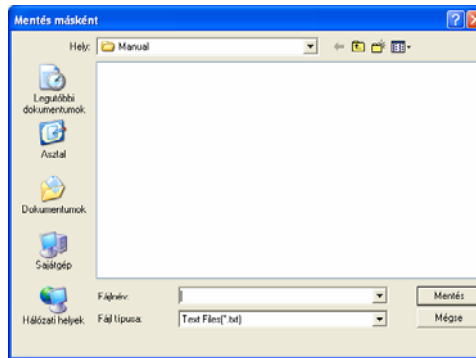 Mentés másként
Hely: Manual
Legutóbbi
dokumentumok
Asztal
Dokumentumok
Sajátgép
Hálózati helyek
Fájlnév:
Mentés
Fájl típusa: Text Files(*.txt)
Mégse